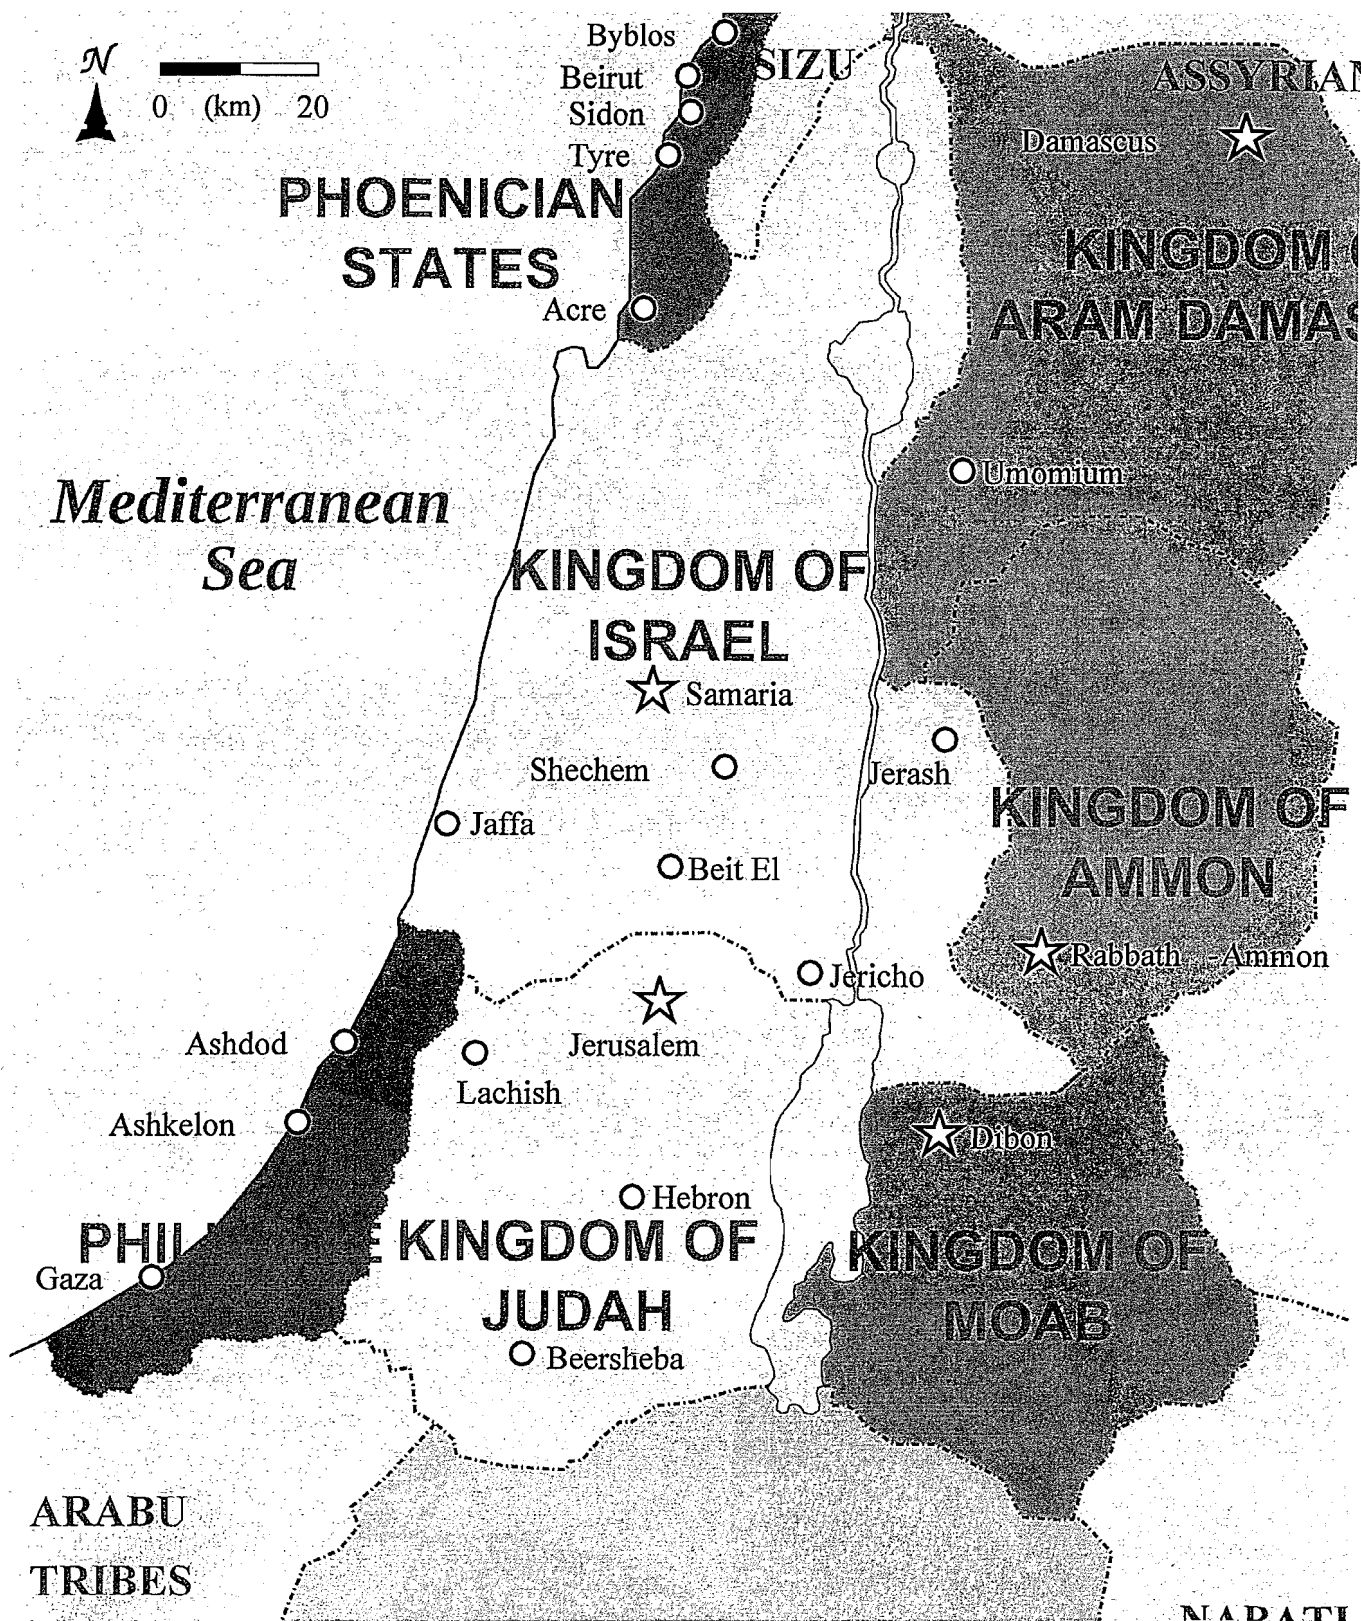 N
0 (km) 20
Byblos
SIZU
Beirut
Sidon
Tyre
ASSYRIAN
Damascus
PHOENICIAN
STATES
KINGDOM
ARAM DAMAS
Acre
Umomium
Mediterranean
Sea
KINGDOM OF
ISRAEL
Samaria
Shechem
Jerash
Jaffa
KINGDOM OF
AMMON
Beit El
Rabbath -Ammon
Jericho
Jerusalem
Ashdod
Lachish
Ashkelon
Dibon
Hebron
PHIL
KINGDOM OF
JUDAH
KINGDOM OF
MOAB
Gaza
Beersheba
ARABU
TRIBES